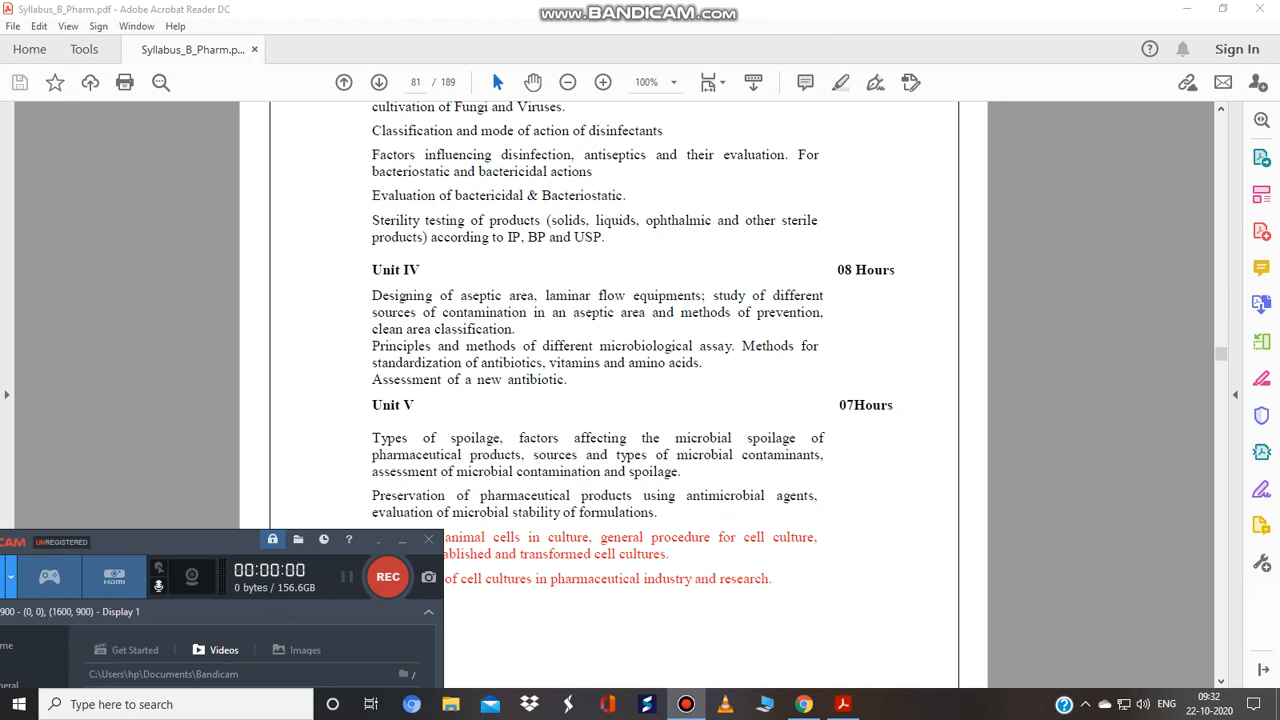 Syllabus_B_Pharm.pdf - Adobe Acrobat Reader DC
www.BANDICAM.com
File Edit View Sign Window Help
Home Tools Syllabus_B_Pharm.p... × Sign In
81 / 189 100%
cultivation of Fungi and Viruses.
Classification and mode of action of disinfectants
Factors influencing disinfection, antiseptics and their evaluation. For
bacteriostatic and bactericidal actions
Evaluation of bactericidal & Bacteriostatic.
Sterility testing of products (solids, liquids, ophthalmic and other sterile
products) according to IP, BP and USP.
Unit IV 08 Hours
Designing of aseptic area, laminar flow equipments; study of different
sources of contamination in an aseptic area and methods of prevention,
clean area classification.
Principles and methods of different microbiological assay. Methods for
standardization of antibiotics, vitamins and amino acids.
Assessment of a new antibiotic.
Unit V 07Hours
Types of spoilage, factors affecting the microbial spoilage of
pharmaceutical products, sources and types of microbial contaminants,
assessment of microbial contamination and spoilage.
Preservation of pharmaceutical products using antimicrobial agents,
evaluation of microbial stability of formulations.
animal cells in culture, general procedure for cell culture,
ablished and transformed cell cultures.
of cell cultures in pharmaceutical industry and research.
CAM UNREGISTERED
00:00:00
0 bytes / 156.6GB
REC
900 - (0, 0), (1600, 900) - Display 1
ome
Get Started Videos Images
C:\Users\hp\Documents\Bandicam
neral
Type here to search
ENG
09:32
22-10-2020